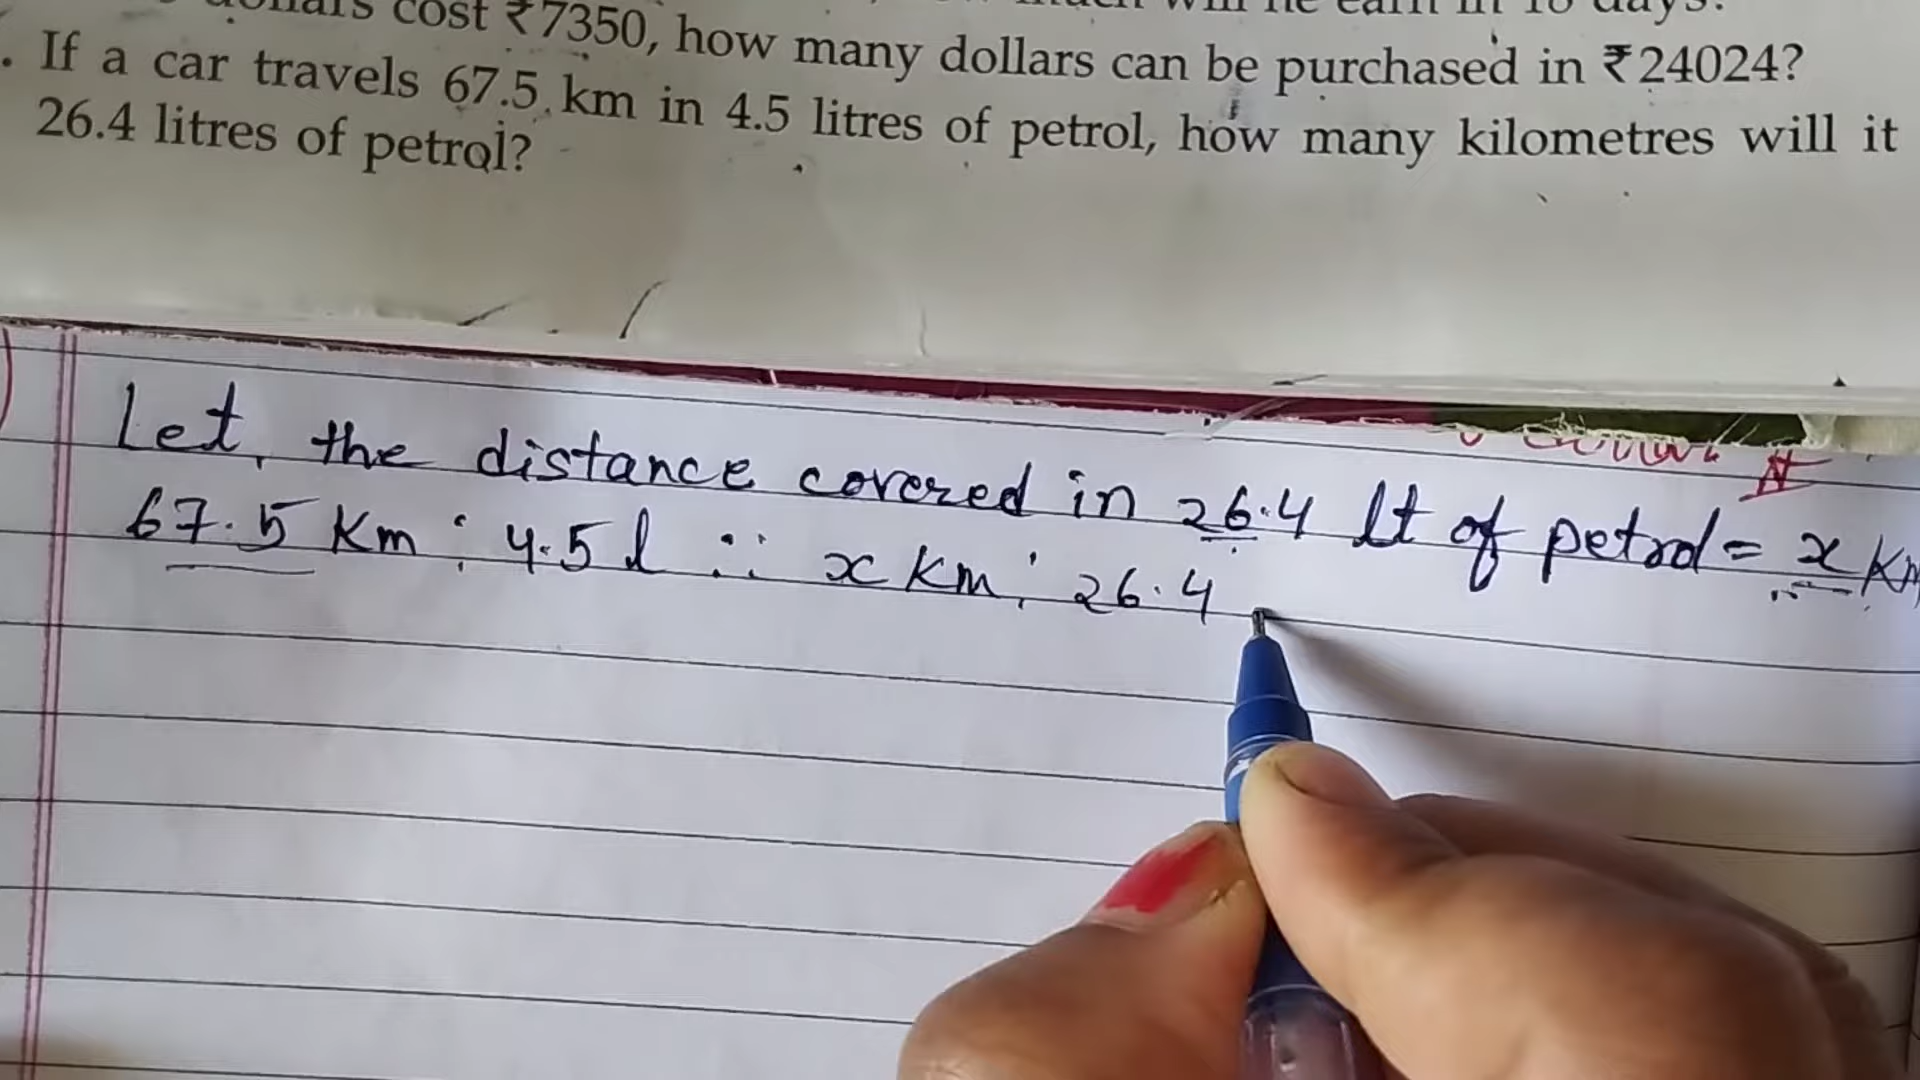 cost ₹7350, how many dollars can be purchased in ₹24024?
. If a car travels 67.5 km in 4.5 litres of petrol, how many kilometres will it
26.4 litres of petrol?
Let, the distance covered in 26.4 lt of petrol = x Km
67.5 Km : 4.5 l :: x Km : 26.4